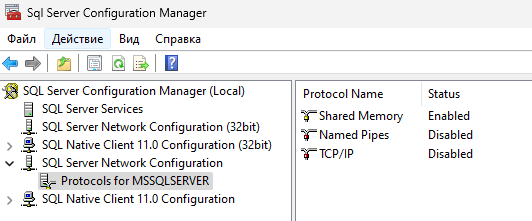 Sql Server Configuration Manager
Файл Действие Вид Справка
SQL Server Configuration Manager (Local)
SQL Server Services
SQL Server Network Configuration (32bit)
SQL Native Client 11.0 Configuration (32bit)
SQL Server Network Configuration
Protocols for MSSQLSERVER
SQL Native Client 11.0 Configuration
Protocol Name Status
Shared Memory Enabled
Named Pipes Disabled
TCP/IP Disabled